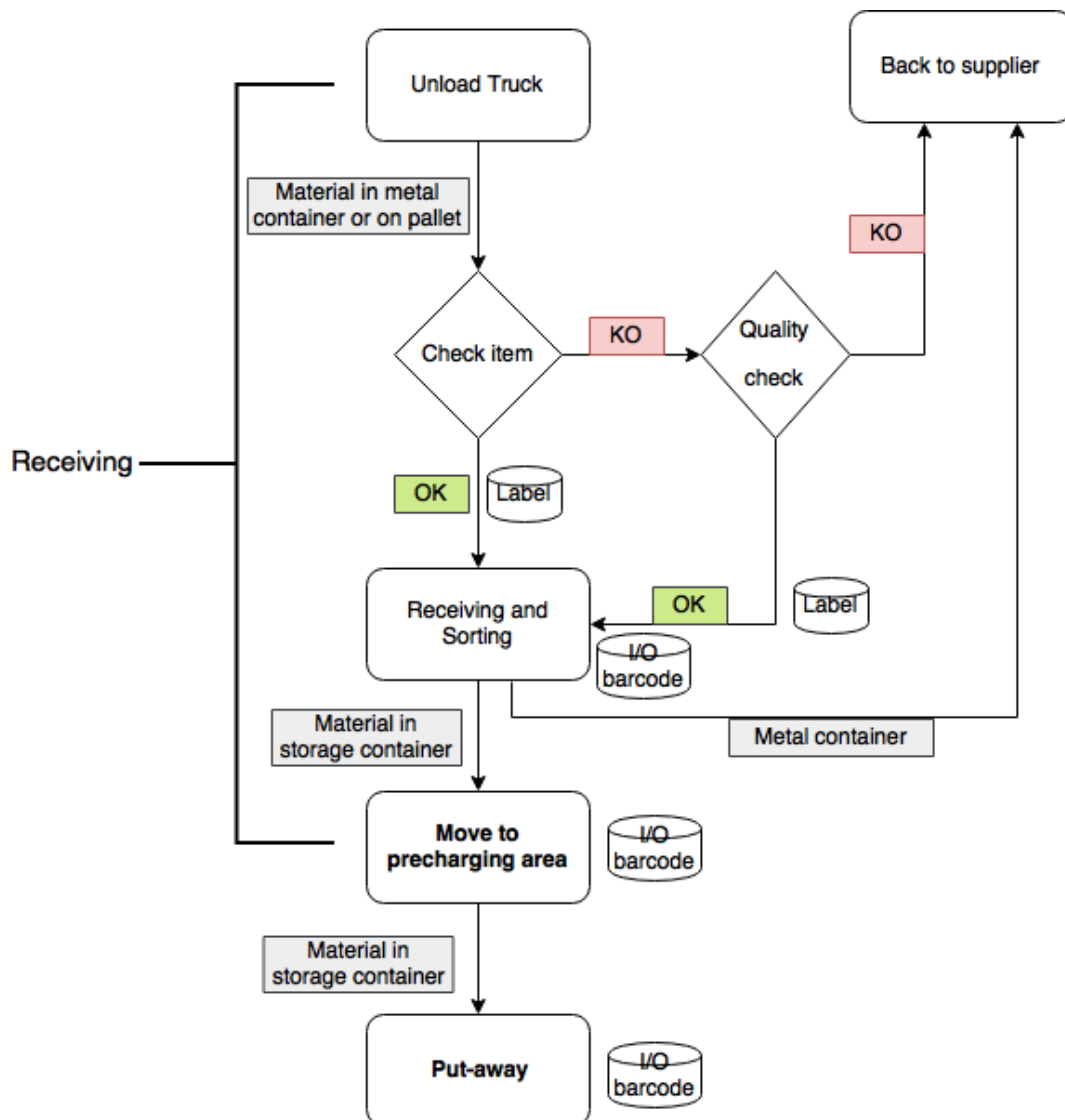 Unload Truck
Back to supplier
Material in metal
container or on pallet
KO
Check item
KO
Quality
check
Receiving
OK
Label
Receiving and
Sorting
OK
Label
I/O
barcode
Material in
storage container
Metal container
Move to
precharging area
I/O
barcode
Material in
storage container
Put-away
I/O
barcode